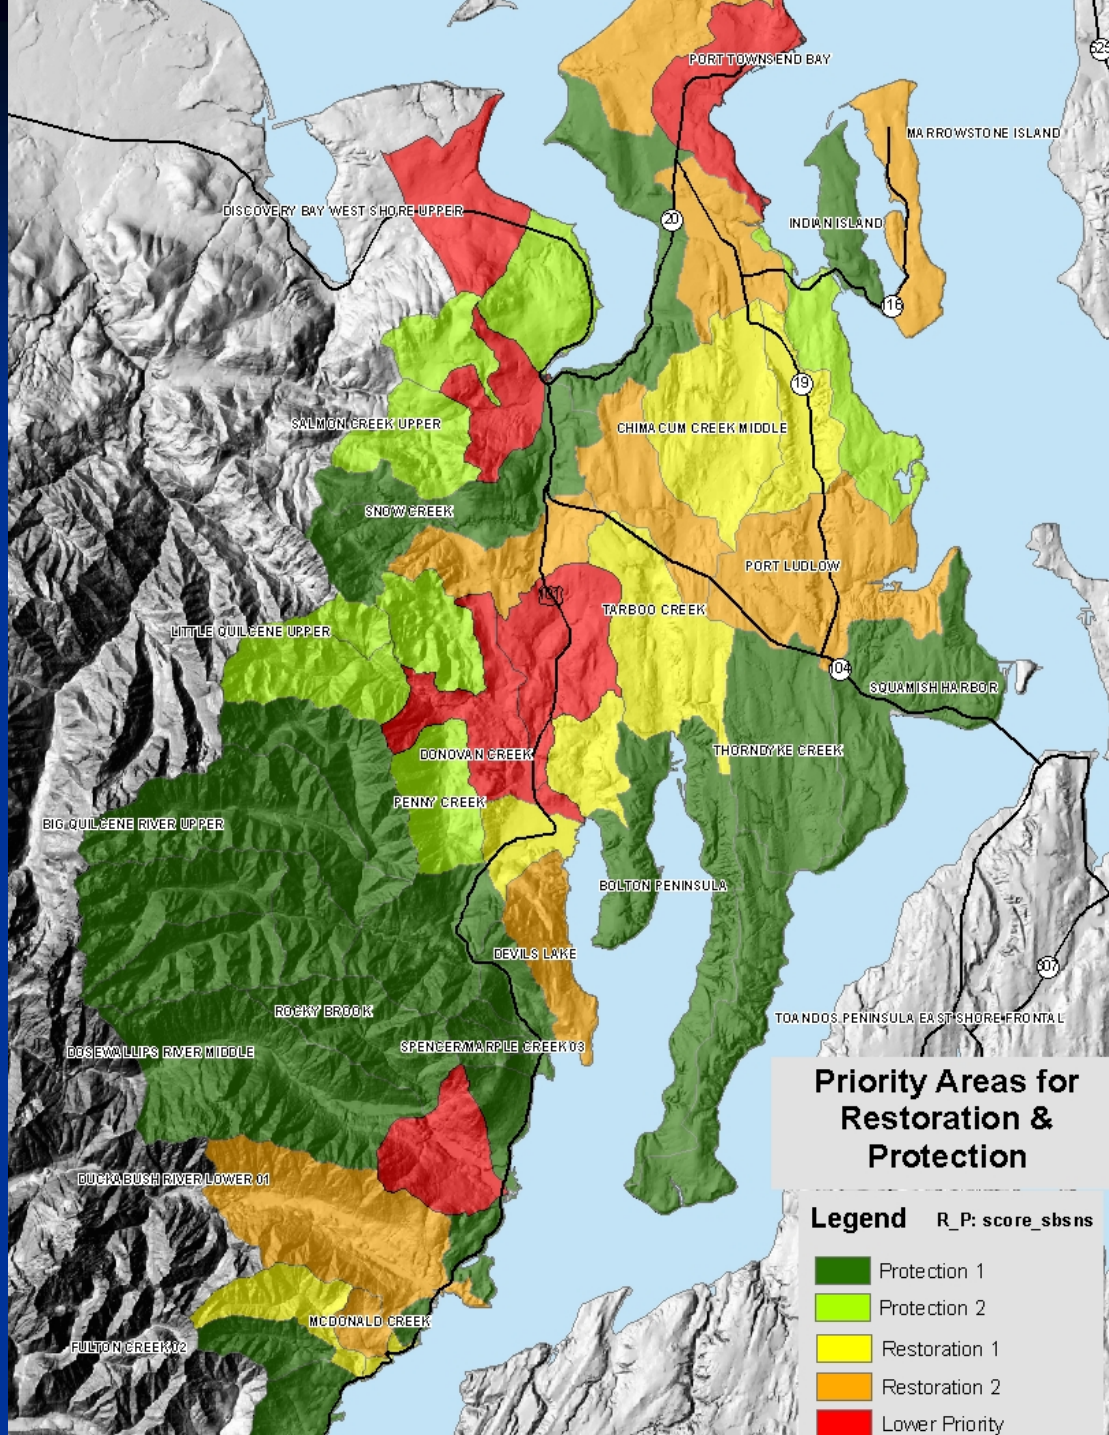 PORT TOWNSEND BAY
525
MARROWSTONE ISLAND
DISCOVERY BAY WEST SHORE UPPER
20
INDIAN ISLAND
116
19
SALMON CREEK UPPER
CHIMACUM CREEK MIDDLE
SNOW CREEK
PORT LUDLOW
101
TARBOO CREEK
LITTLE QUILCENE UPPER
104
SQUAMISH HARBOR
DONOVAN CREEK
THORNDYKE CREEK
PENNY CREEK
BIG QUILCENE RIVER UPPER
BOLTON PENINSULA
DEVILS LAKE
307
ROCKY BROOK
TOANDOS PENINSULA EAST SHORE FRONTAL
SPENCER/MARPLE CREEK 03
DOSEWALLIPS RIVER MIDDLE
DUCKABUSH RIVER LOWER 01
MCDONALD CREEK
FULTON CREEK 02
Priority Areas for
Restoration &
Protection
Legend R_P: score_sbsns
Protection 1
Protection 2
Restoration 1
Restoration 2
Lower Priority